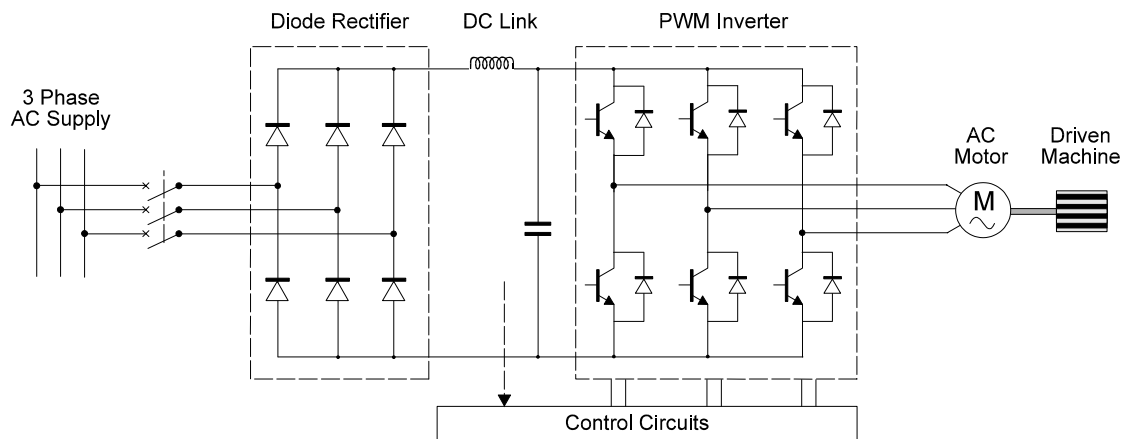 Diode Rectifier
DC Link
PWM Inverter
3 Phase
AC Supply
AC
Motor
Driven
Machine
M
Control Circuits